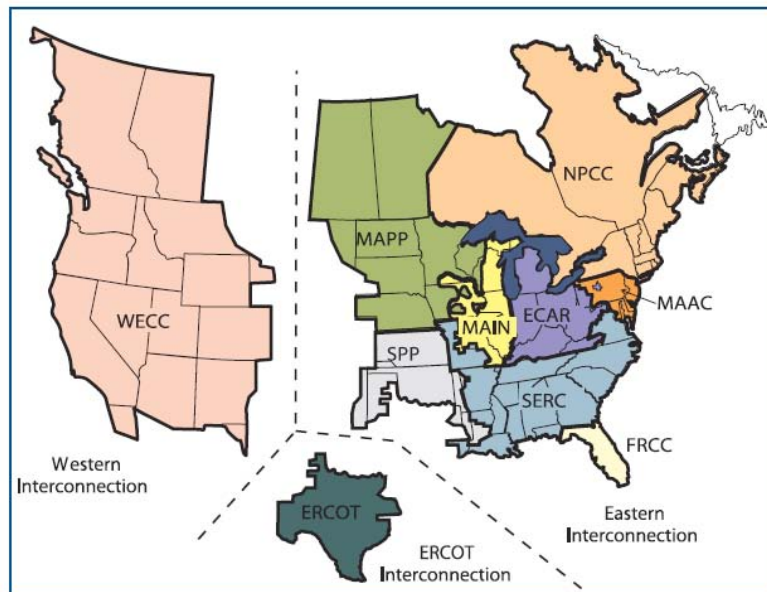 NPCC
MAPP
MAAC
WECC
MAIN
ECAR
SPP
SERC
FRCC
Western
Interconnection
ERCOT
Eastern
Interconnection
ERCOT
Interconnection